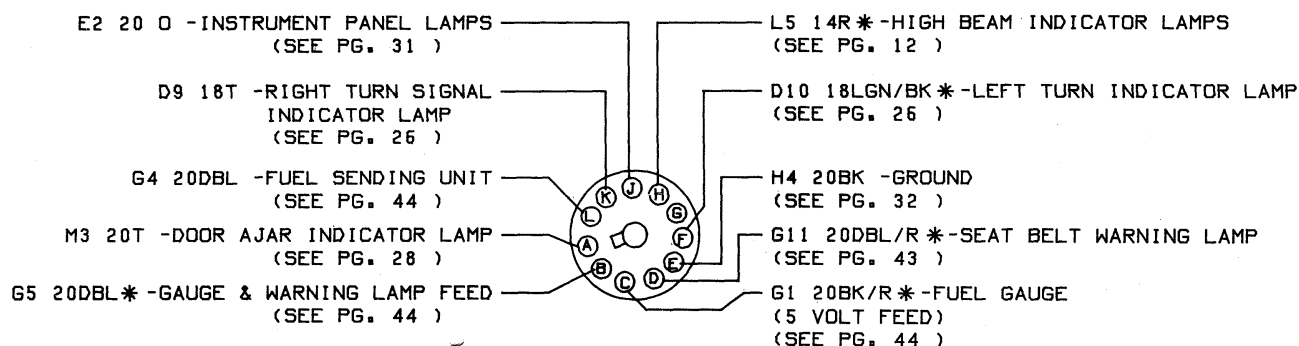 E2 20 O -INSTRUMENT PANEL LAMPS
(SEE PG. 31 )
D9 18T -RIGHT TURN SIGNAL
INDICATOR LAMP
(SEE PG. 26 )
G4 20DBL -FUEL SENDING UNIT
(SEE PG. 44 )
M3 20T -DOOR AJAR INDICATOR LAMP
(SEE PG. 28 )
G5 20DBL* -GAUGE & WARNING LAMP FEED
(SEE PG. 44 )
J
K
H
L
G
A
F
B
E
C
D
L5 14R*-HIGH BEAM INDICATOR LAMPS
(SEE PG. 12 )
D10 18LGN/BK*-LEFT TURN INDICATOR LAMP
(SEE PG. 26 )
H4 20BK -GROUND
(SEE PG. 32 )
G11 20DBL/R*-SEAT BELT WARNING LAMP
(SEE PG. 43 )
G1 20BK/R*-FUEL GAUGE
(5 VOLT FEED)
(SEE PG. 44 )